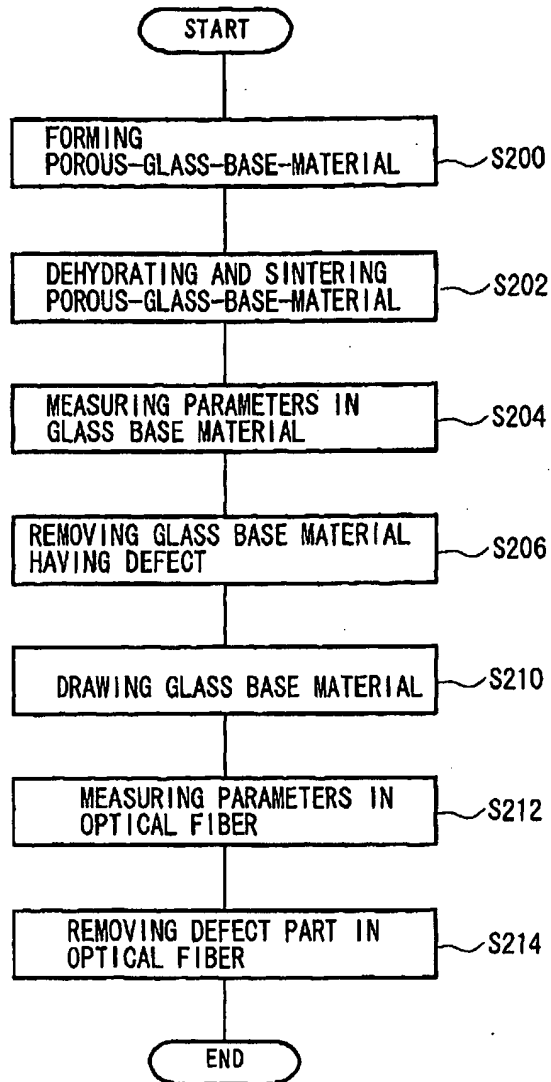 START
FORMING
POROUS-GLASS-BASE-MATERIAL
S200
DEHYDRATING AND SINTERING
POROUS-GLASS-BASE-MATERIAL
S202
MEASURING PARAMETERS IN
GLASS BASE MATERIAL
S204
REMOVING GLASS BASE MATERIAL
HAVING DEFECT
S206
DRAWING GLASS BASE MATERIAL
S210
MEASURING PARAMETERS IN
OPTICAL FIBER
S212
REMOVING DEFECT PART IN
OPTICAL FIBER
S214
END